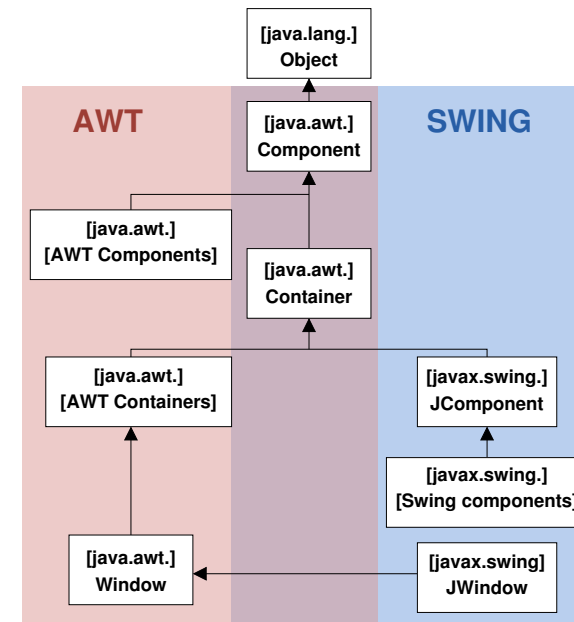 [java.lang.]
Object
AWT
SWING
[java.awt.]
Component
[java.awt.]
[AWT Components]
[java.awt.]
Container
[java.awt.]
[AWT Containers]
[javax.swing.]
JComponent
[javax.swing.]
[Swing components]
[java.awt.]
Window
[javax.swing]
JWindow